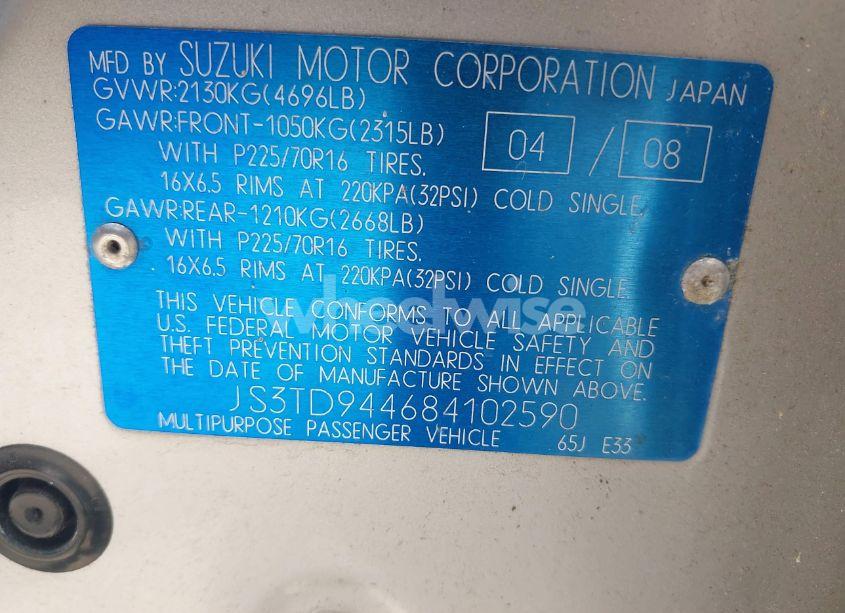 MFD BY SUZUKI MOTOR CORPORATION JAPAN
GVWR:2130KG(4696LB)
GAWR:FRONT-1050KG(2315LB) 04 / 08
WITH P225/70R16 TIRES.
16X6.5 RIMS AT 220KPA(32PSI) COLD SINGLE,
GAWR:REAR-1210KG(2668LB)
WITH P225/70R16 TIRES.
16X6.5 RIMS AT 220KPA(32PSI) COLD SINGLE.
wheelwise
THIS VEHICLE CONFORMS TO ALL APPLICABLE
U.S. FEDERAL MOTOR VEHICLE SAFETY AND
THEFT PREVENTION STANDARDS IN EFFECT ON
THE DATE OF MANUFACTURE SHOWN ABOVE.
JS3TD944684102590
MULTIPURPOSE PASSENGER VEHICLE 65J E33